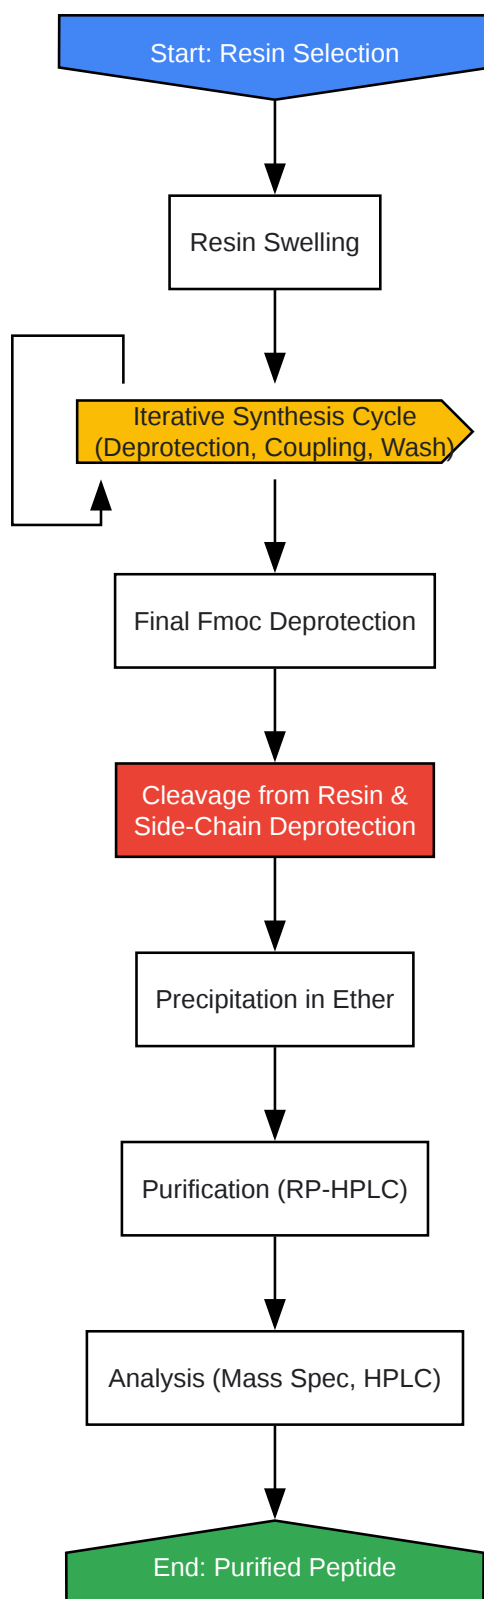 Start: Resin Selection
Resin Swelling
Iterative Synthesis Cycle
(Deprotection, Coupling, Wash)
Final Fmoc Deprotection
Cleavage from Resin &
Side-Chain Deprotection
Precipitation in Ether
Purification (RP-HPLC)
Analysis (Mass Spec, HPLC)
End: Purified Peptide